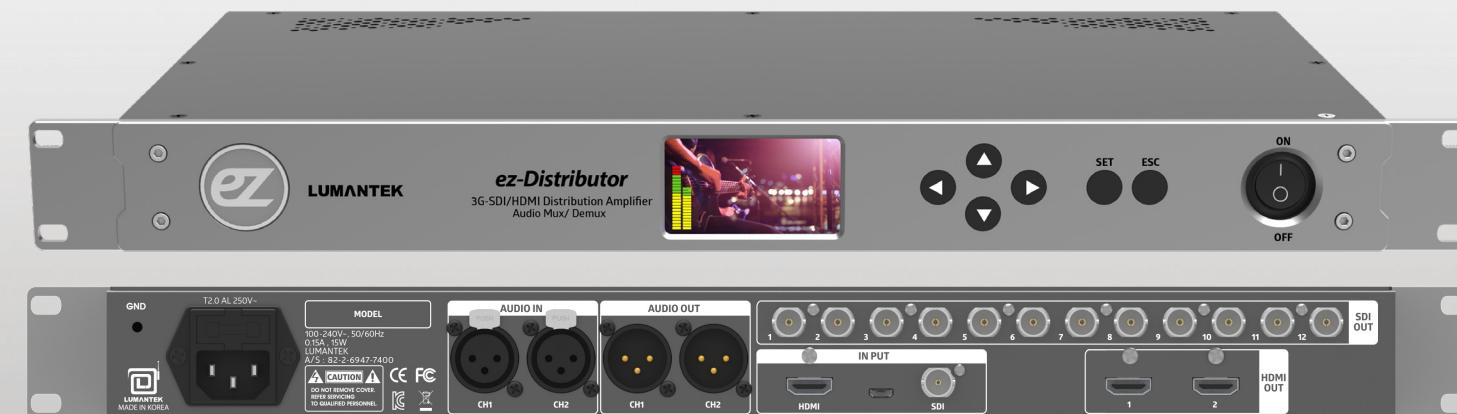 ez
LUMANTEK
ez-Distributor
3G-SDI/HDMI Distribution Amplifier
Audio Mux/ Demux
SET
ESC
ON
OFF
GND
T2.0 AL 250V~
MODEL
100-240V~, 50/60Hz
0.15A , 15W
LUMANTEK
A/S : 82-2-6947-7400
CAUTION
DO NOT REMOVE COVER.
REFER SERVICING
TO QUALIFIED PERSONNEL.
CE FC
LUMANTEK
MADE IN KOREA
AUDIO IN
PUSH
PUSH
CH1
CH2
AUDIO OUT
CH1
CH2
1 2 3 4 5 6 7 8 9 10 11 12
SDI
OUT
IN PUT
HDMI
SDI
1
2
HDMI
OUT